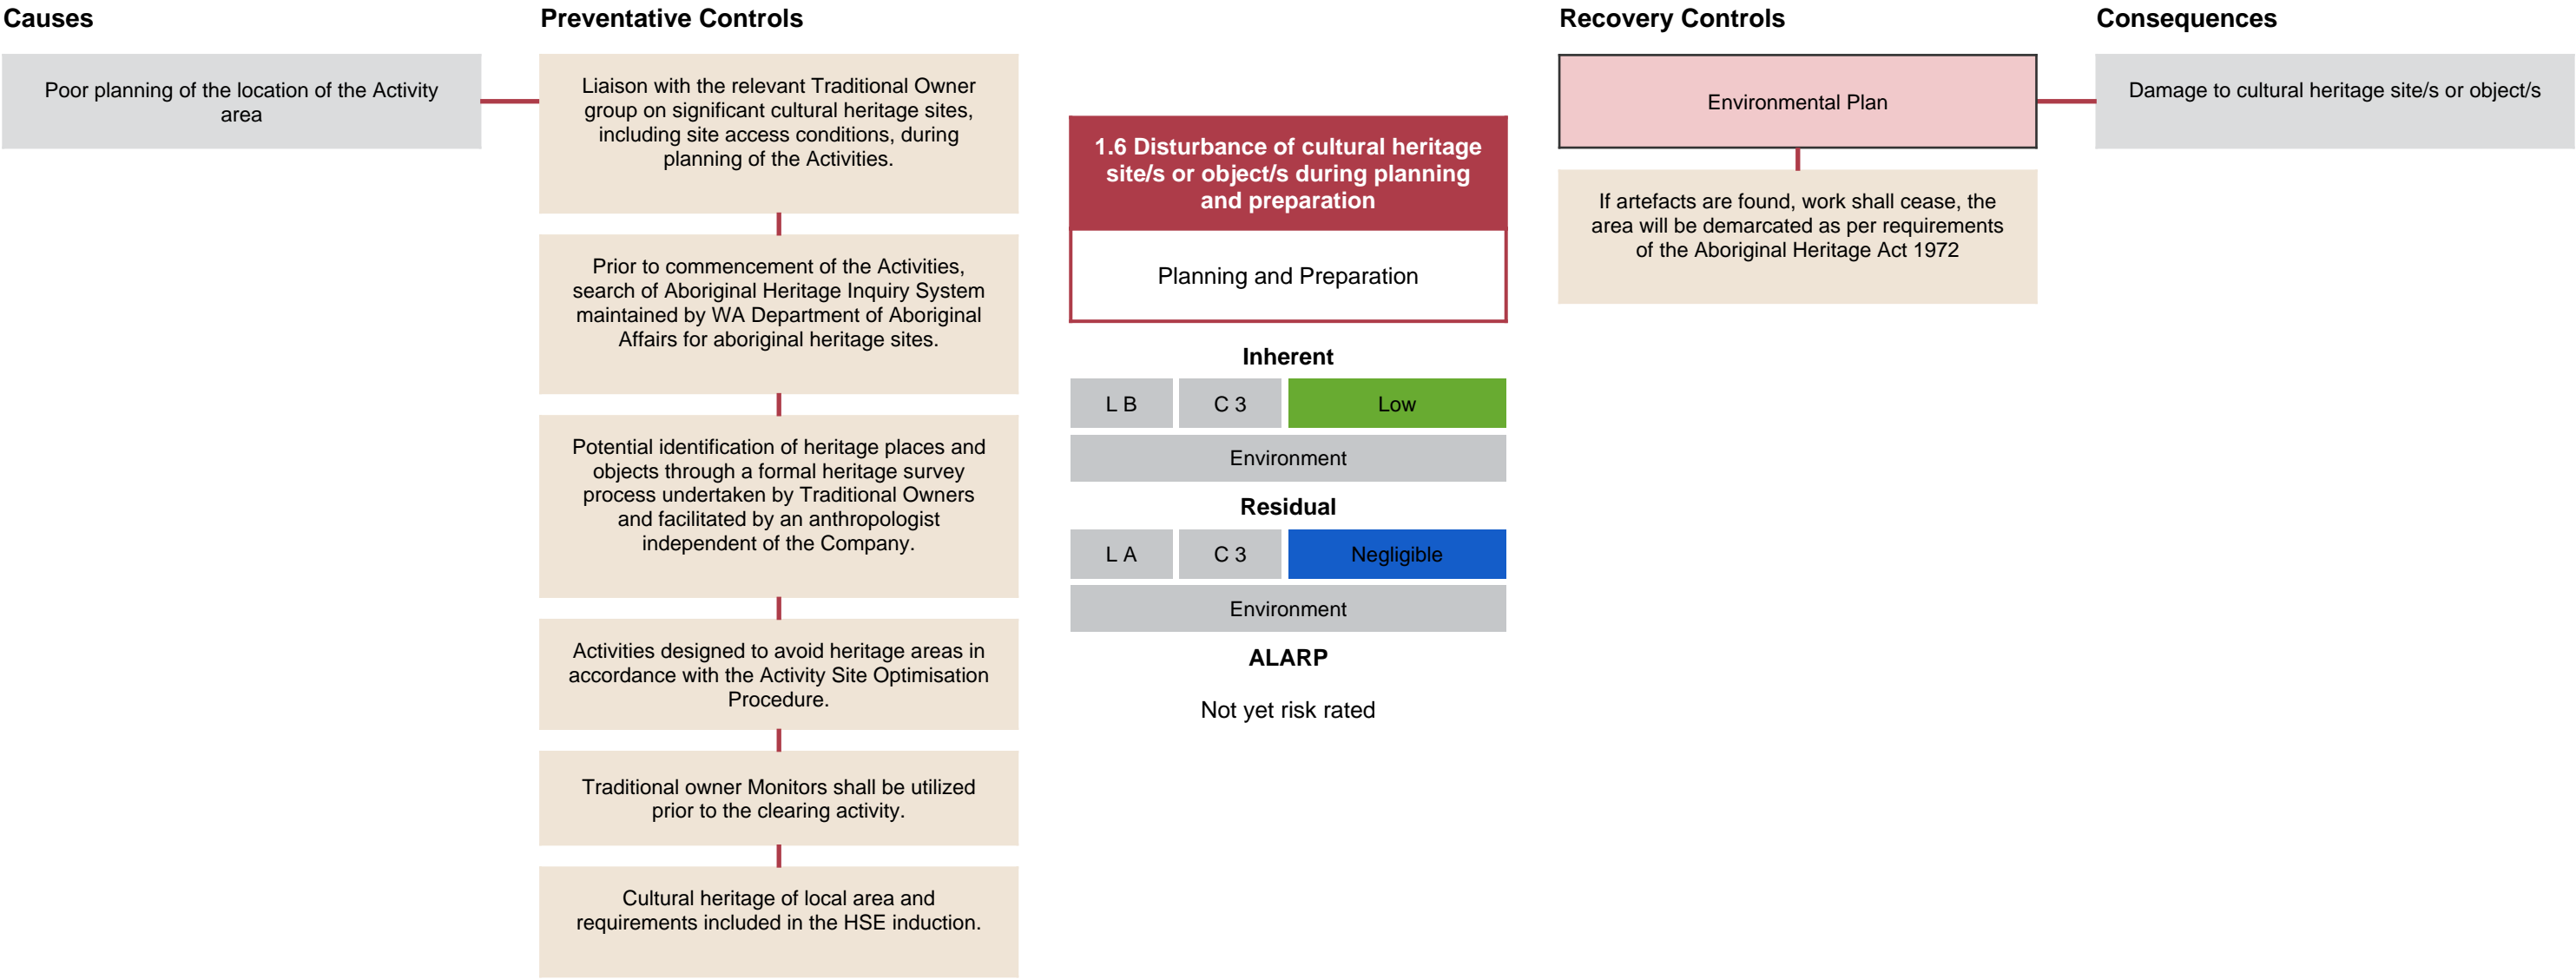 Causes
Preventative Controls
Recovery Controls
Consequences
Poor planning of the location of the Activity
area
Liaison with the relevant Traditional Owner
group on significant cultural heritage sites,
including site access conditions, during
planning of the Activities.
Prior to commencement of the Activities,
search of Aboriginal Heritage Inquiry System
maintained by WA Department of Aboriginal
Affairs for aboriginal heritage sites.
Potential identification of heritage places and
objects through a formal heritage survey
process undertaken by Traditional Owners
and facilitated by an anthropologist
independent of the Company.
Activities designed to avoid heritage areas in
accordance with the Activity Site Optimisation
Procedure.
Traditional owner Monitors shall be utilized
prior to the clearing activity.
Cultural heritage of local area and
requirements included in the HSE induction.
1.6 Disturbance of cultural heritage
site/s or object/s during planning
and preparation
Planning and Preparation
Inherent
L B
C 3
Low
Environment
Residual
L A
C 3
Negligible
Environment
ALARP
Not yet risk rated
Environmental Plan
If artefacts are found, work shall cease, the
area will be demarcated as per requirements
of the Aboriginal Heritage Act 1972
Damage to cultural heritage site/s or object/s